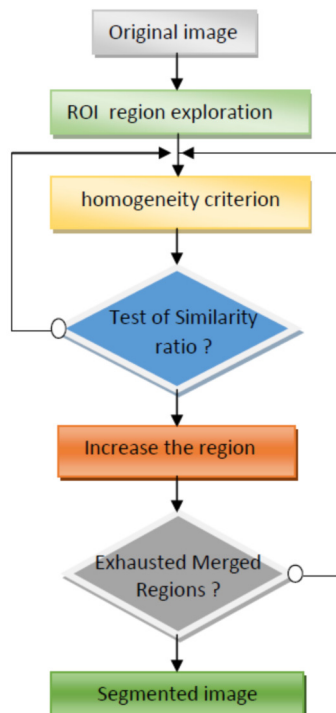 Original image
ROI region exploration
homogeneity criterion
Test of Similarity
ratio ?
Increase the region
Exhausted Merged
Regions ?
Segmented image